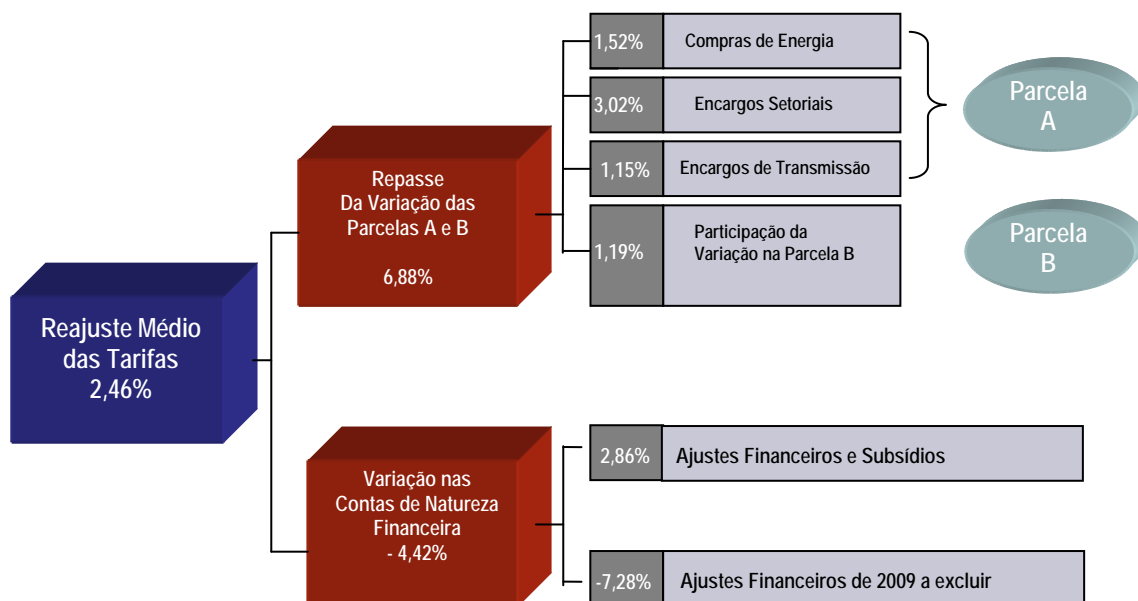 Reajuste Médio
das Tarifas
2,46%
Repasse
Da Variação das
Parcelas A e B
6,88%
1,52%
Compras de Energia
3,02%
Encargos Setoriais
1,15%
Encargos de Transmissão
1,19%
Participação da
Variação na Parcela B
Parcela
A
Parcela
B
Variação nas
Contas de Natureza
Financeira
- 4,42%
2,86%
Ajustes Financeiros e Subsídios
-7,28%
Ajustes Financeiros de 2009 a excluir